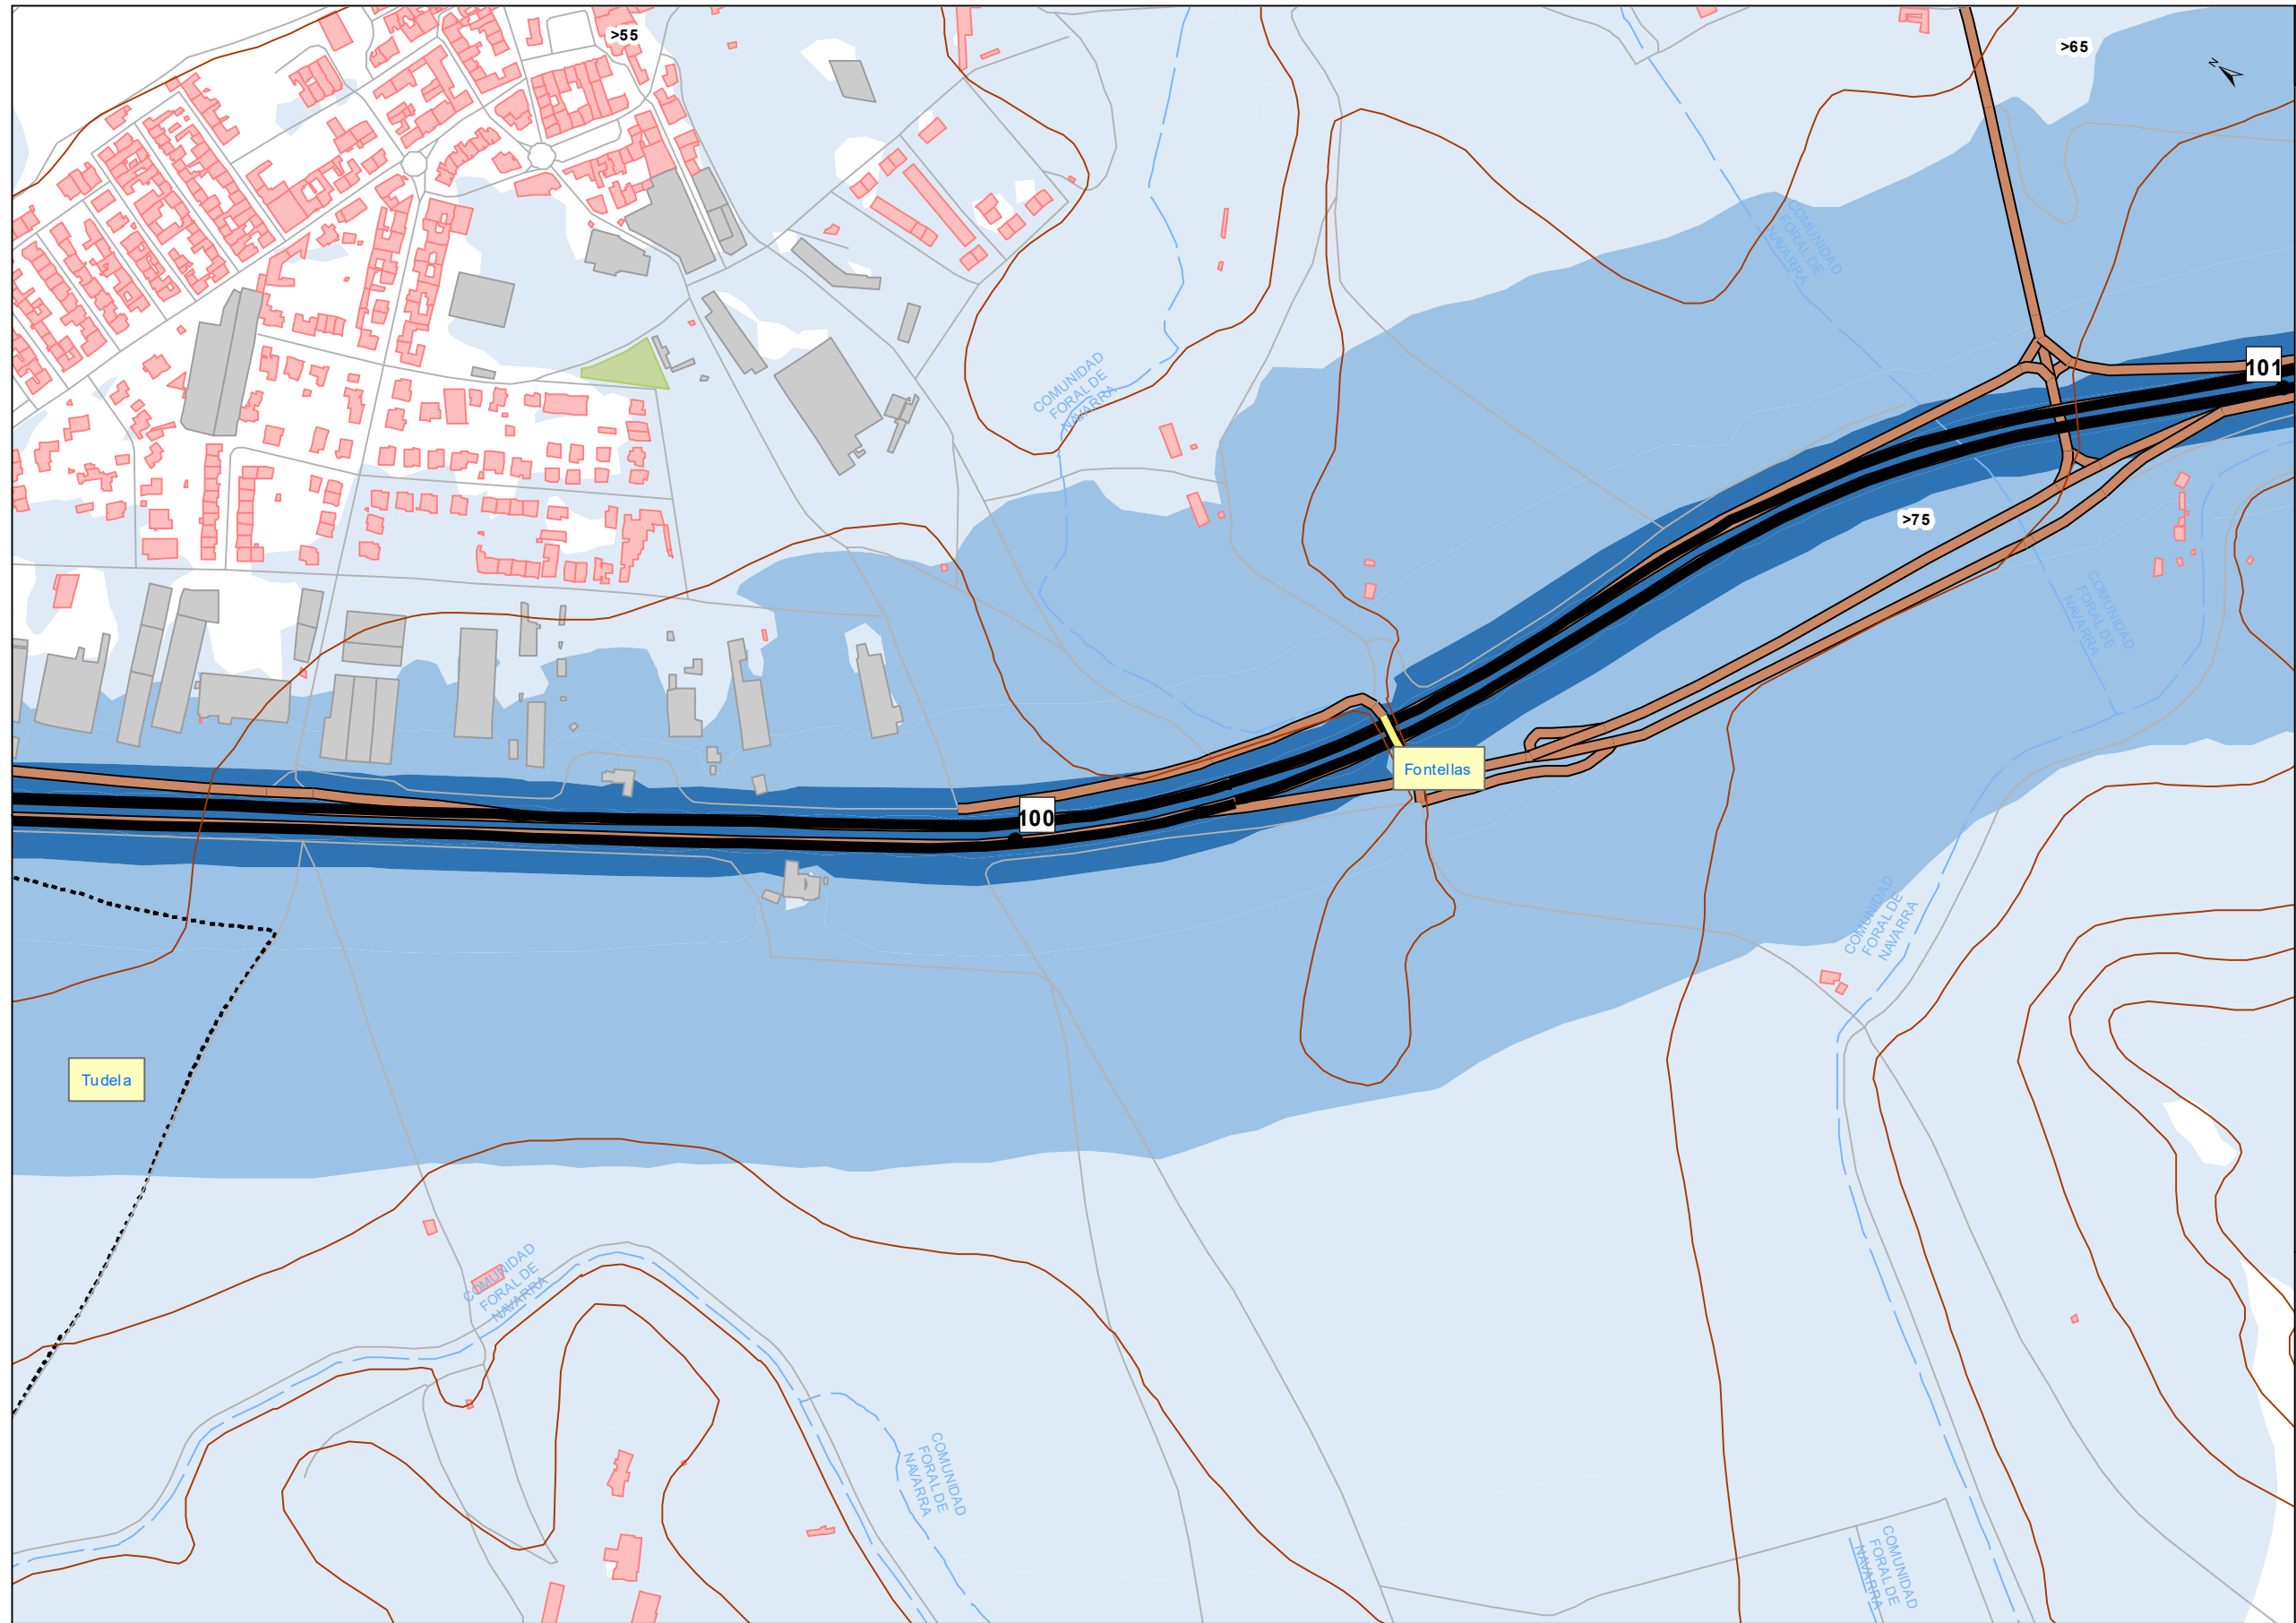 >55
>65
N
COMUNIDAD
FORAL DE
NAVARRA
COMUNIDAD
FORAL DE
NAVARRA
101
>75
COMUNIDAD
FORAL DE
NAVARRA
Fontellas
100
COMUNIDAD
FORAL DE
NAVARRA
Tudela
COMUNIDAD
FORAL DE
NAVARRA
COMUNIDAD
FORAL DE
NAVARRA
COMUNIDAD
FORAL DE
NAVARRA